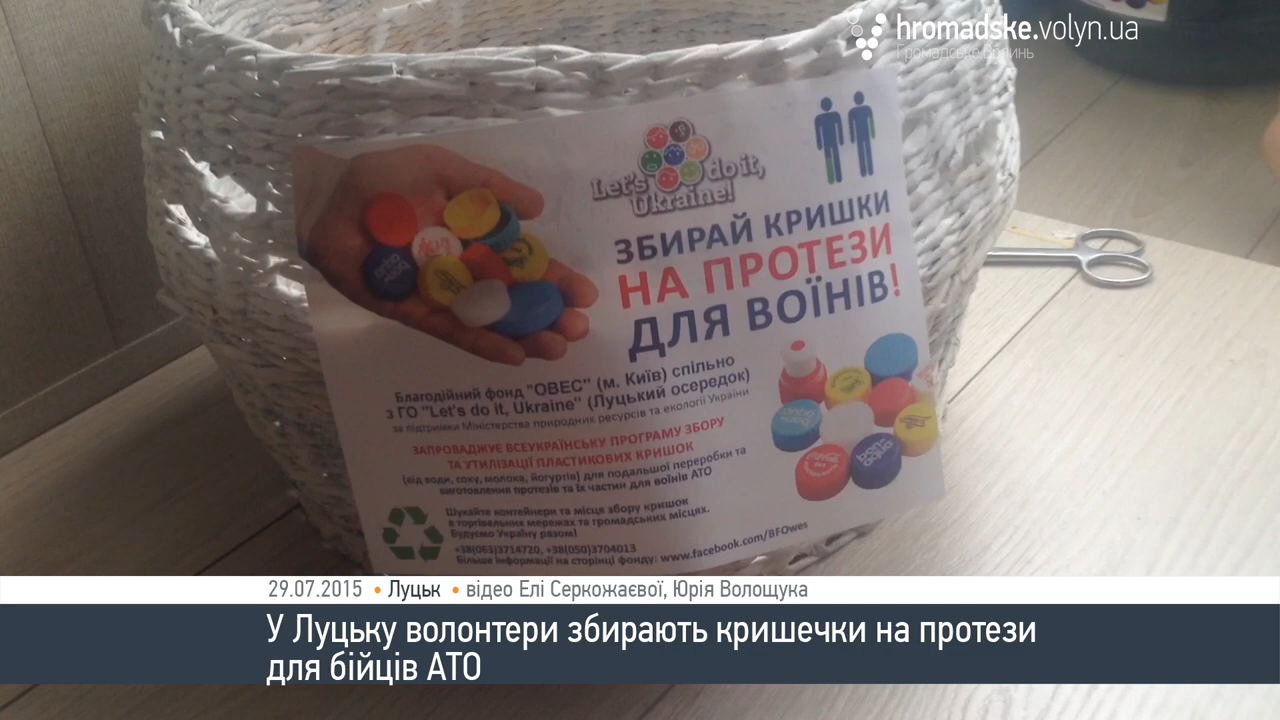 hromadske.volyn.ua
Громадське Волинь
Let's do it,
Ukraine!
ЗБИРАЙ КРИШКИ
НА ПРОТЕЗИ
ДЛЯ ВОЇНІВ!
Благодійний фонд "ОВЕС" (м. Київ) спільно
з ГО "Let's do it, Ukraine" (Луцький осередок)
за підтримки Міністерства природних ресурсів та екології України
ЗАПРОВАДЖУЄ ВСЕУКРАЇНСЬКУ ПРОГРАМУ ЗБОРУ
ТА УТИЛІЗАЦІЇ ПЛАСТИКОВИХ КРИШОК
(від води, соку, молока, йогуртів) для подальшої переробки та
виготовлення протезів та їх частин для воїнів АТО
Шукайте контейнери та місця збору кришок
в торгівельних мережах та громадських місцях.
Будуємо Україну разом!
+38(063)3714720, +38(050)3704013
Більше інформації на сторінці фонду: www.facebook.com/BFOwes
29.07.2015 • Луцьк • відео Елі Серкожаєвої, Юрія Волощука
У Луцьку волонтери збирають кришечки на протези
для бійців АТО